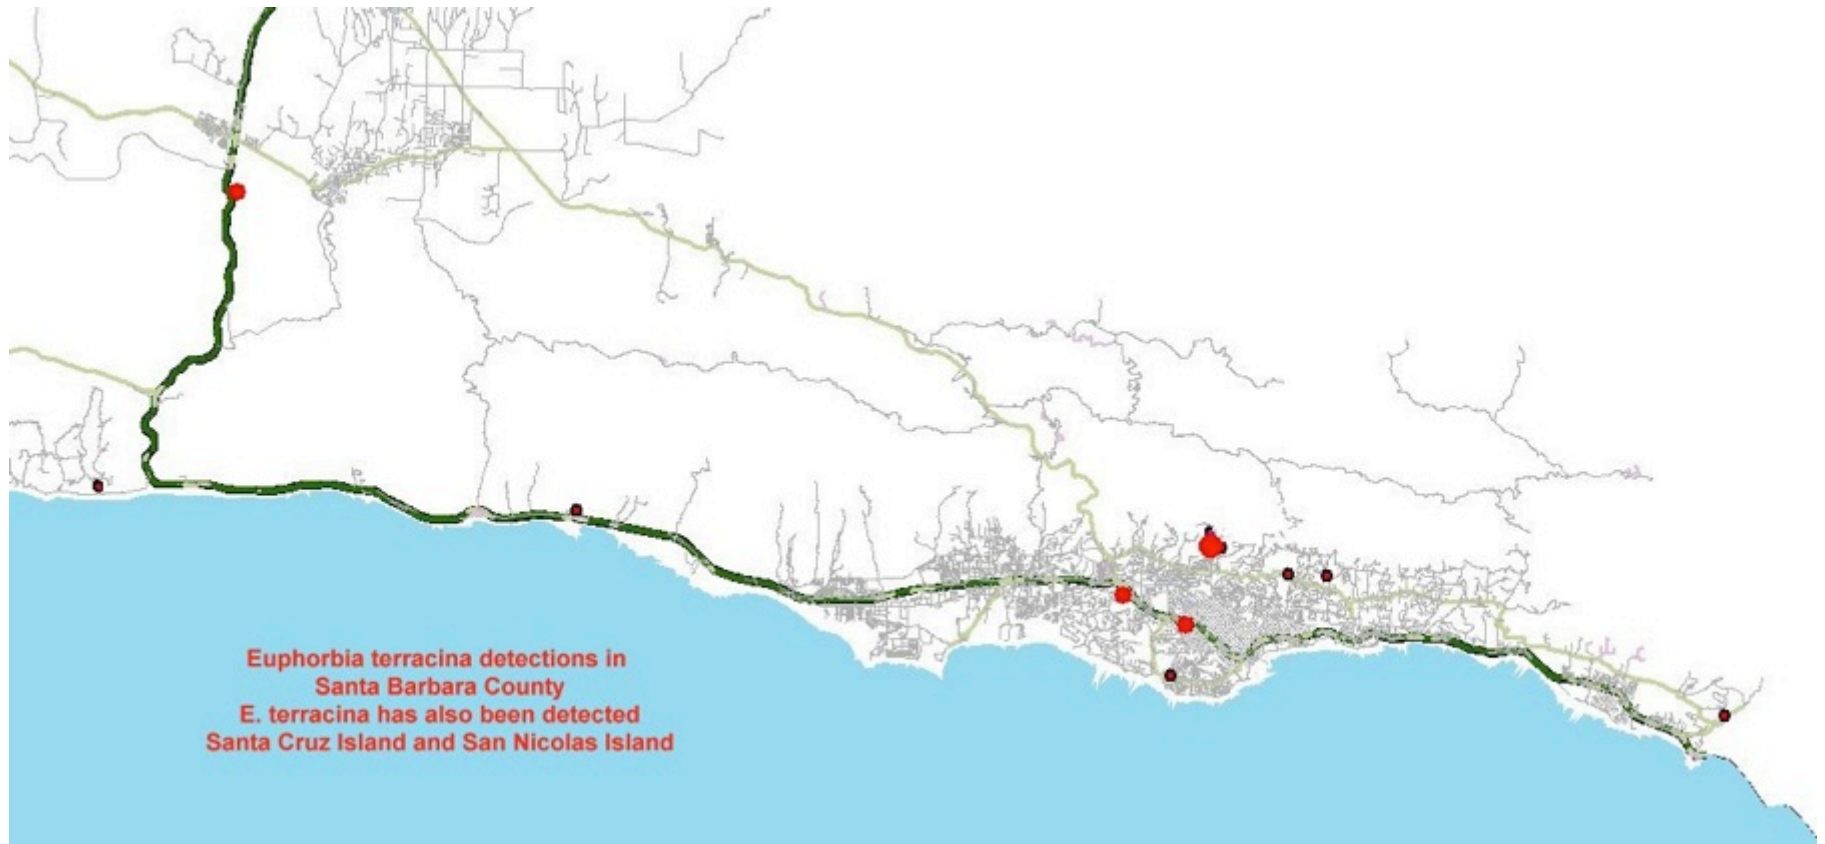 Euphorbia terracina detections in
Santa Barbara County
E. terracina has also been detected
Santa Cruz Island and San Nicolas Island